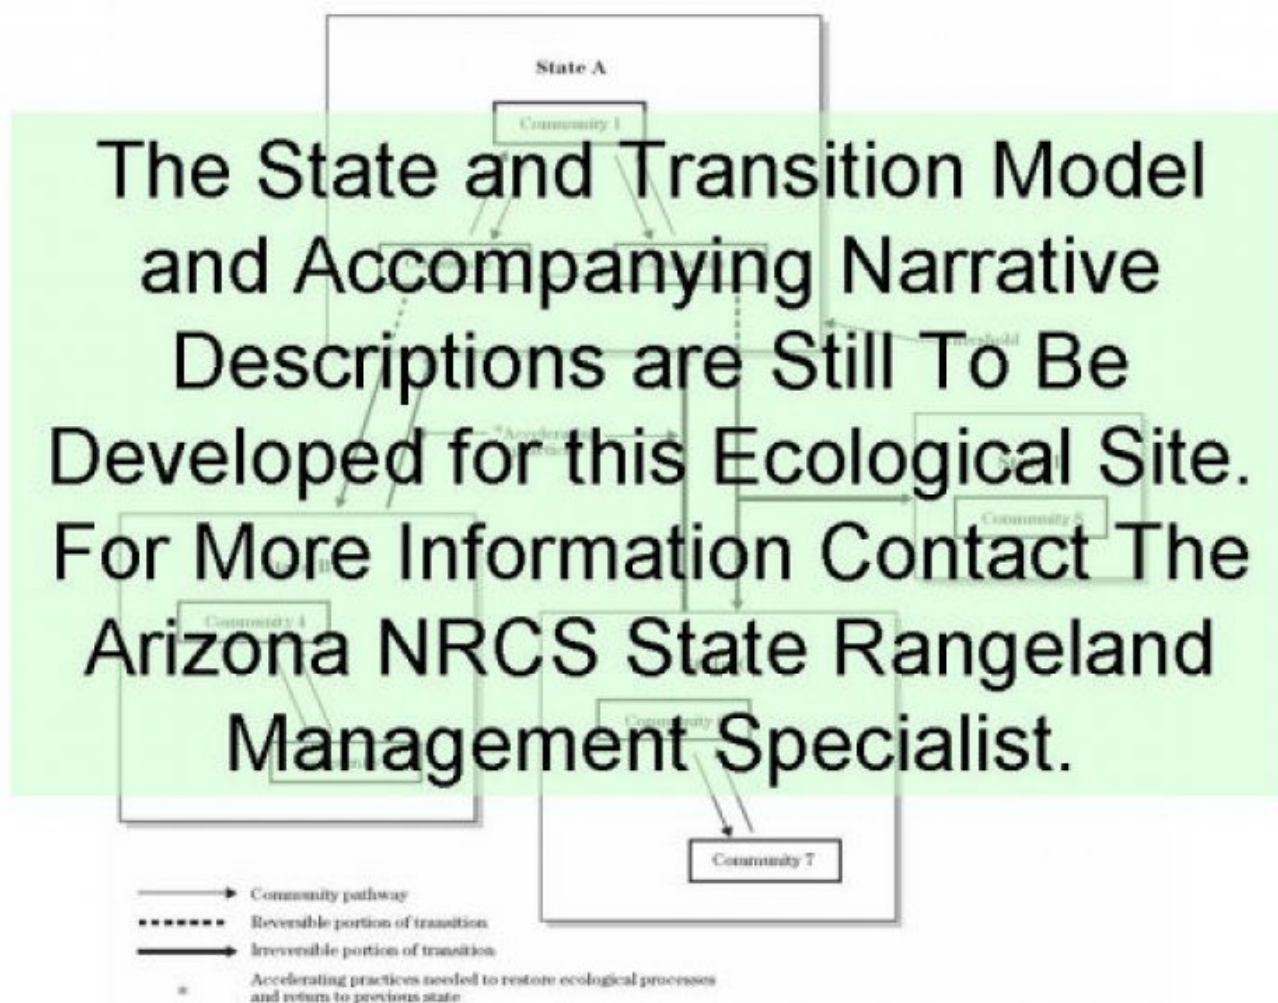 State A
Community 1
The State and Transition Model
and Accompanying Narrative
Descriptions are Still To Be
Developed for this Ecological Site.
For More Information Contact The
Arizona NRCS State Rangeland
Management Specialist.
Community 4
Community 7
Community pathway
Reversible portion of transition
Irreversible portion of transition
* Accelerating practices needed to restore ecological processes
and return to previous state